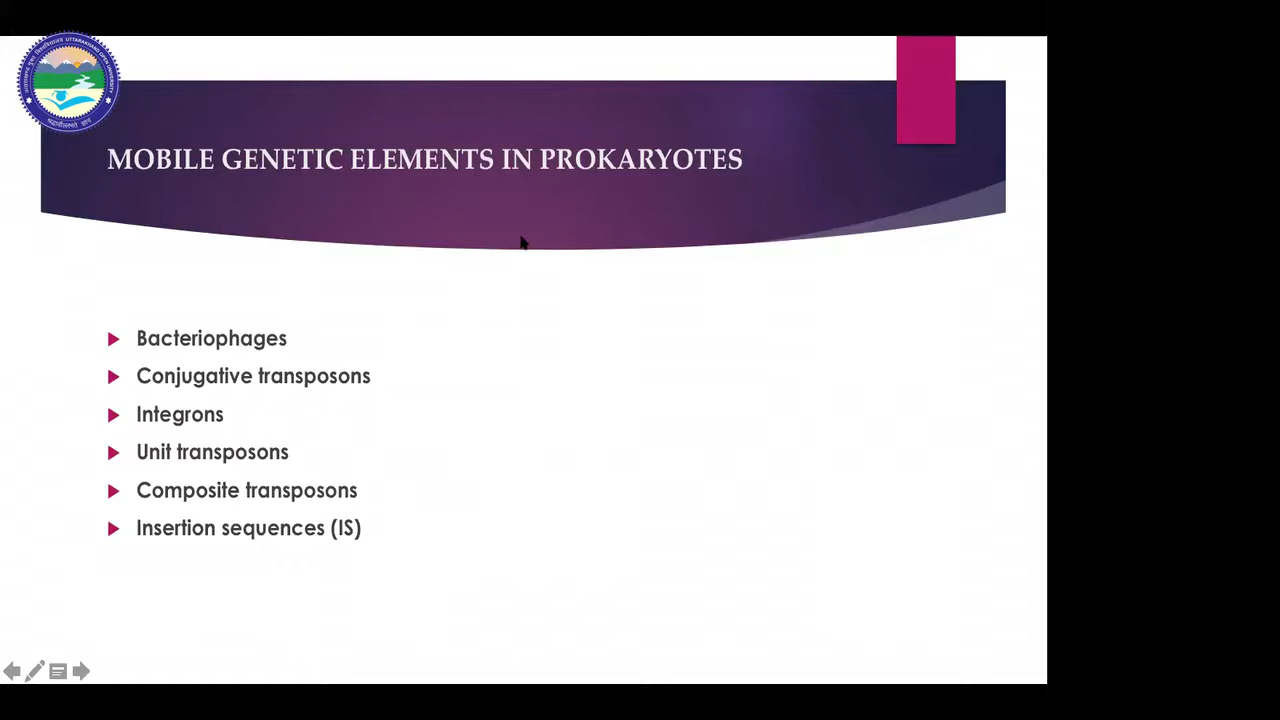 MOBILE GENETIC ELEMENTS IN PROKARYOTES
Bacteriophages
Conjugative transposons
Integrons
Unit transposons
Composite transposons
Insertion sequences (IS)